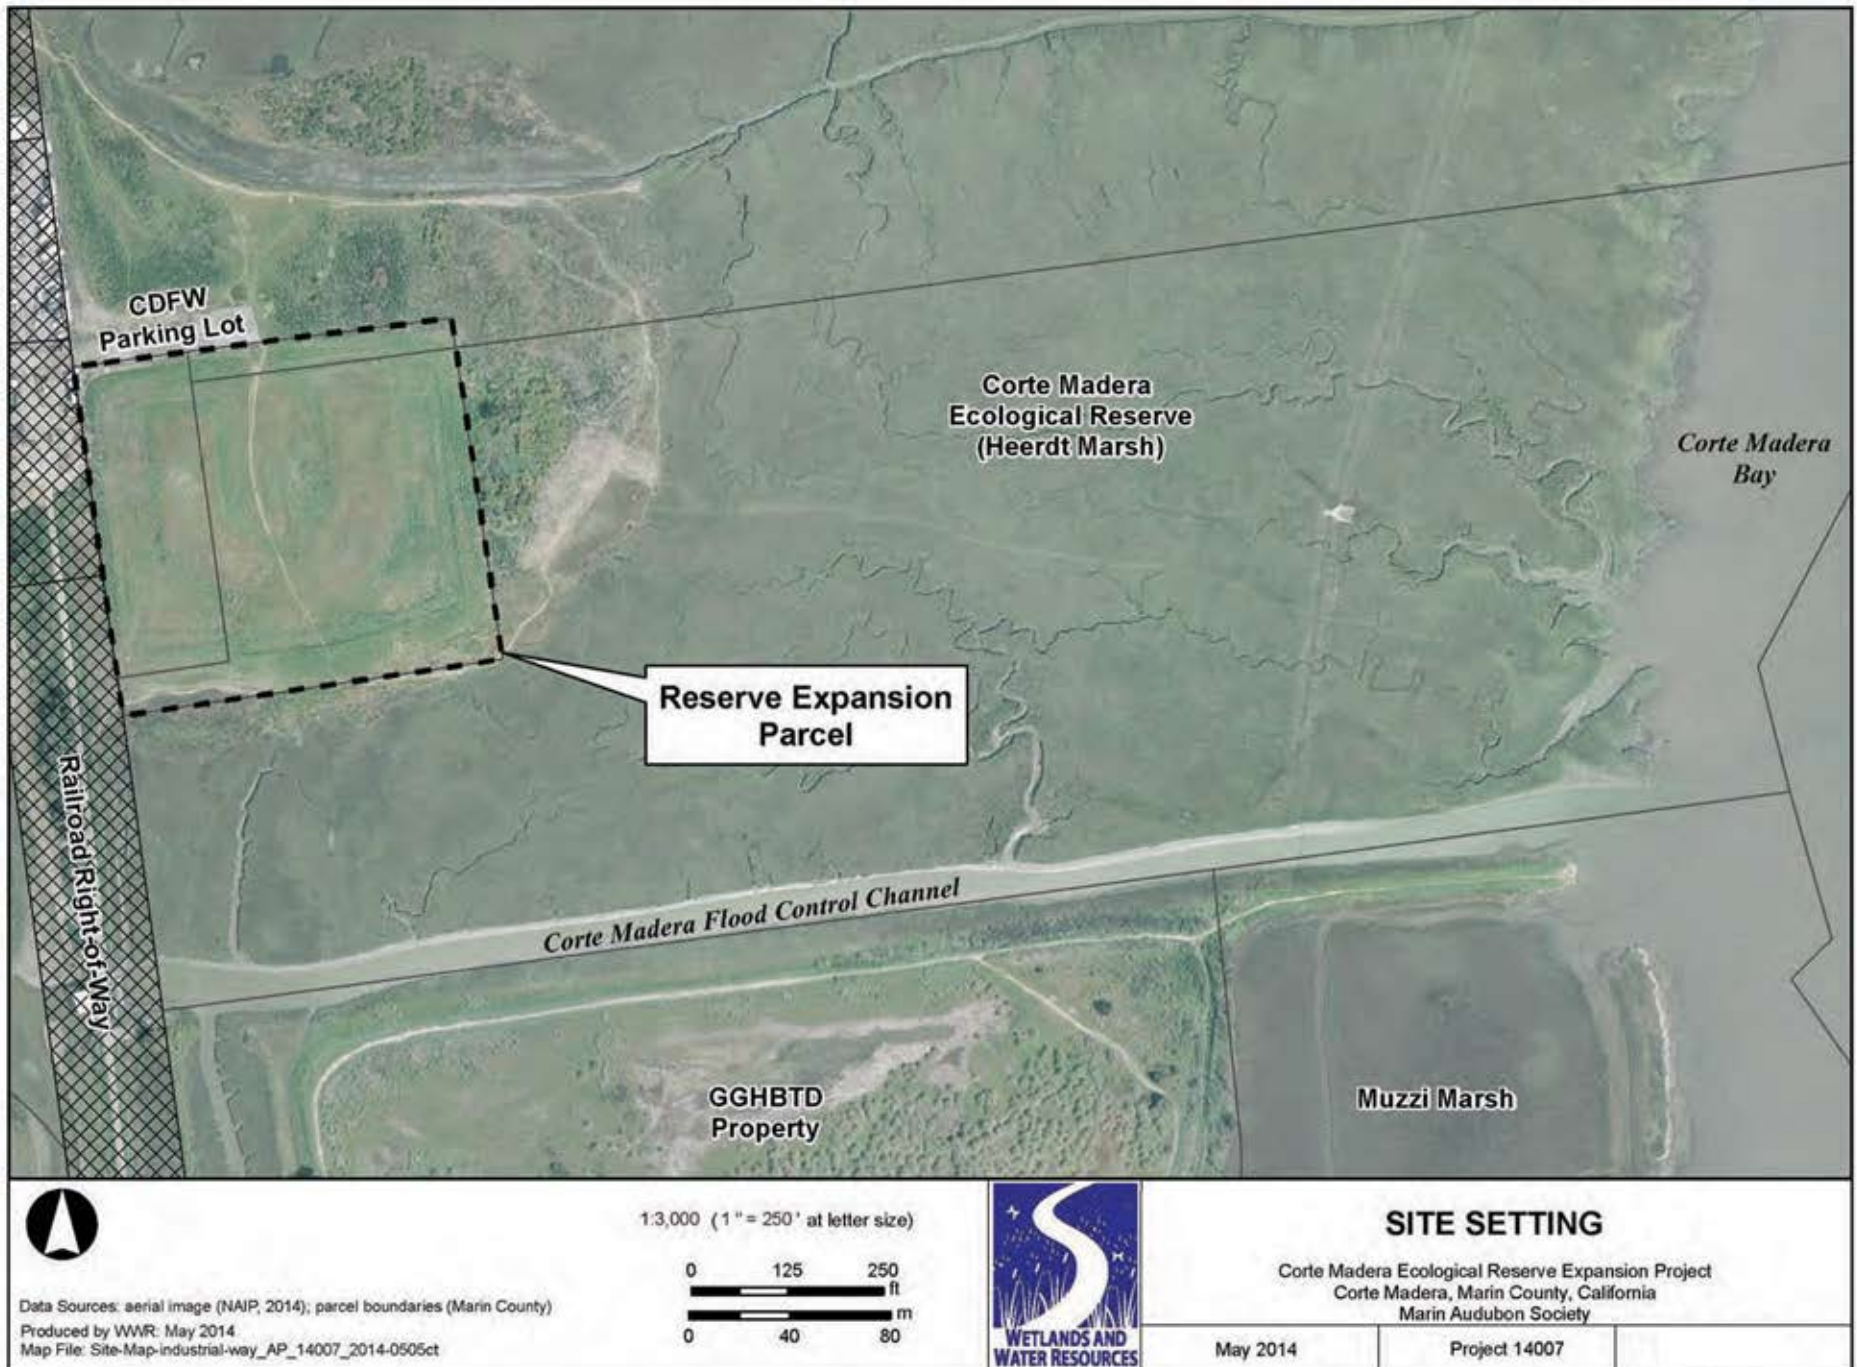 CDFW
Parking Lot
Corte Madera
Ecological Reserve
(Heerdt Marsh)
Corte Madera
Bay
Reserve Expansion
Parcel
Railroad Right-of-Way
Corte Madera Flood Control Channel
GGHBTD
Property
Muzzi Marsh
1:3,000 (1" = 250' at letter size)
0 125 250
ft
m
0 40 80
Data Sources: aerial image (NAIP, 2014); parcel boundaries (Marin County)
Produced by WWR: May 2014
Map File: Site-Map-industrial-way_AP_14007_2014-0505ct
WETLANDS AND
WATER RESOURCES
SITE SETTING
Corte Madera Ecological Reserve Expansion Project
Corte Madera, Marin County, California
Marin Audubon Society
May 2014
Project 14007